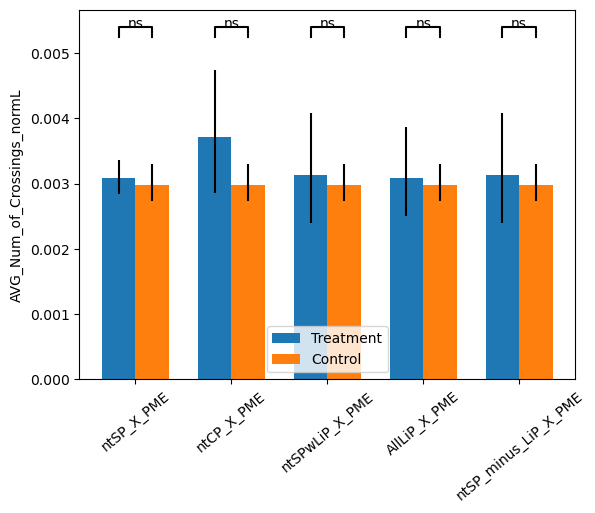 ns ns ns ns ns
0.005
0.004
0.003
0.002
0.001
0.000
AVG_Num_of_Crossings_normL
Treatment
Control
ntSP_X_PME
ntCP_X_PME
ntSPwLiP_X_PME
AllLiP_X_PME
ntSP_minus_LiP_X_PME